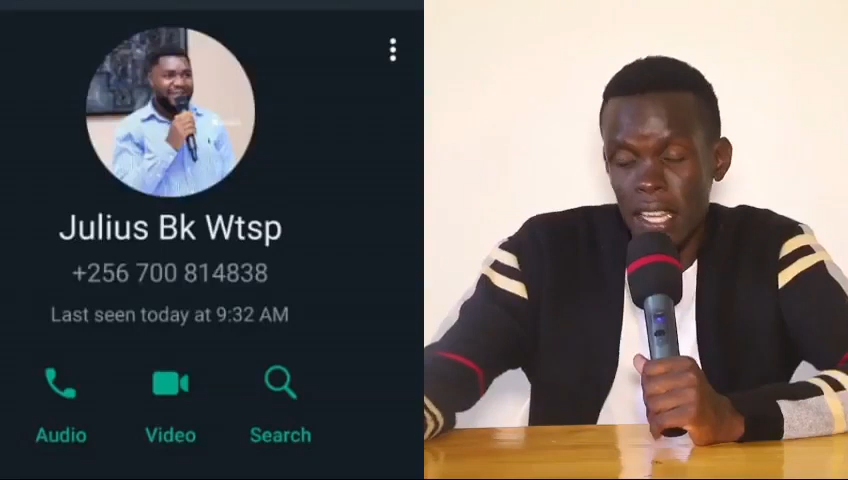 Julius Bk Wtsp
+256 700 814838
Last seen today at 9:32 AM
Audio Video Search